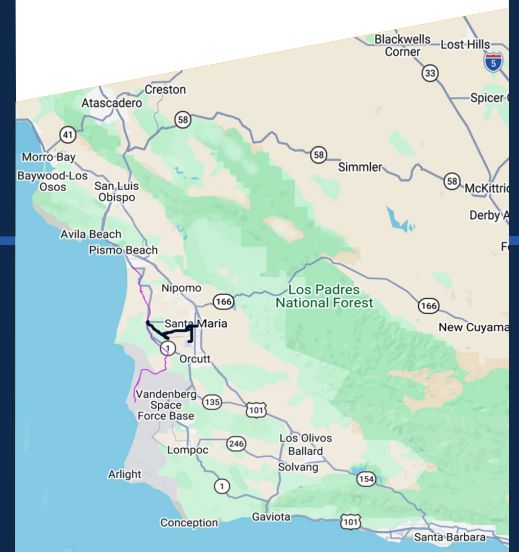 Blackwells
Corner
Lost Hills
5
33
Creston
Atascadero
Spicer
58
41
58
Morro Bay
Simmler
58
Baywood-Los
Osos
San Luis
Obispo
McKittric
Derby A
Avila Beach
Pismo Beach
F
Nipomo
Los Padres
National Forest
166
166
Santa Maria
New Cuyama
1
Orcutt
Vandenberg
Space
Force Base
135
101
246
Los Olivos
Ballard
Lompoc
Solvang
Arlight
154
1
Conception
Gaviota
101
Santa Barbara